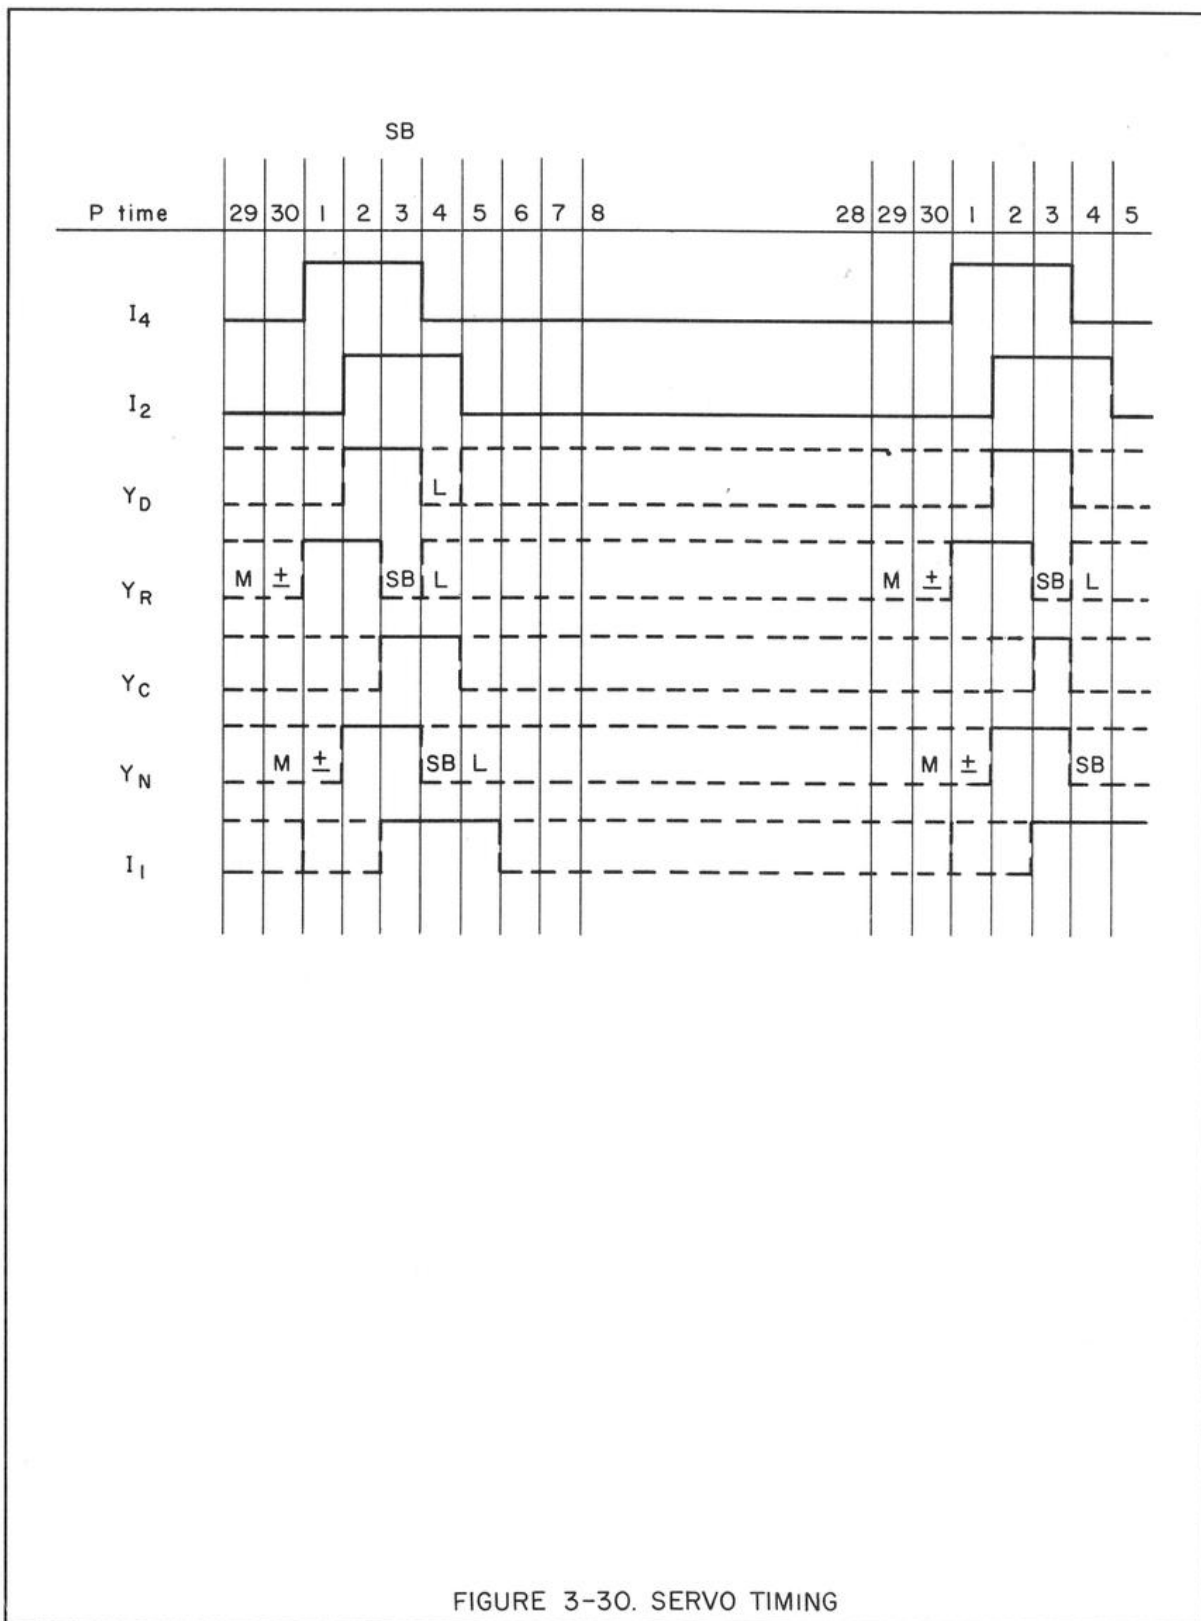 SB
P time 29 30 1 2 3 4 5 6 7 8 28 29 30 1 2 3 4 5
I4
I2
YD L
YR M ± SB L M ± SB L
YC
YN M ± SB L M ± SB
I1
FIGURE 3-30. SERVO TIMING